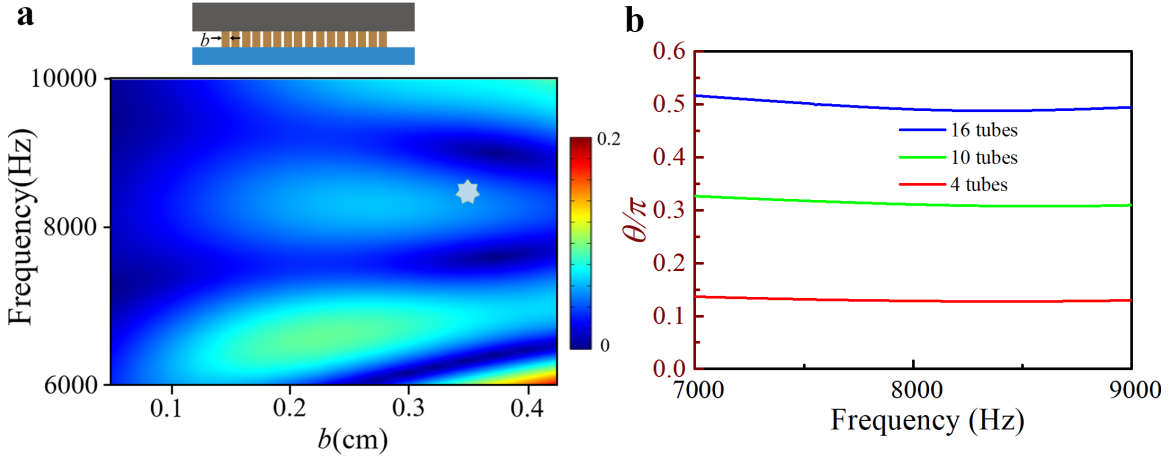 a
b
10000
8000
6000
Frequency(Hz)
0.1
0.2
0.3
0.4
b(cm)
0.2
0
b
0.6
0.5
0.4
0.3
0.2
0.1
0.0
θ/π
16 tubes
10 tubes
4 tubes
7000
8000
9000
Frequency (Hz)